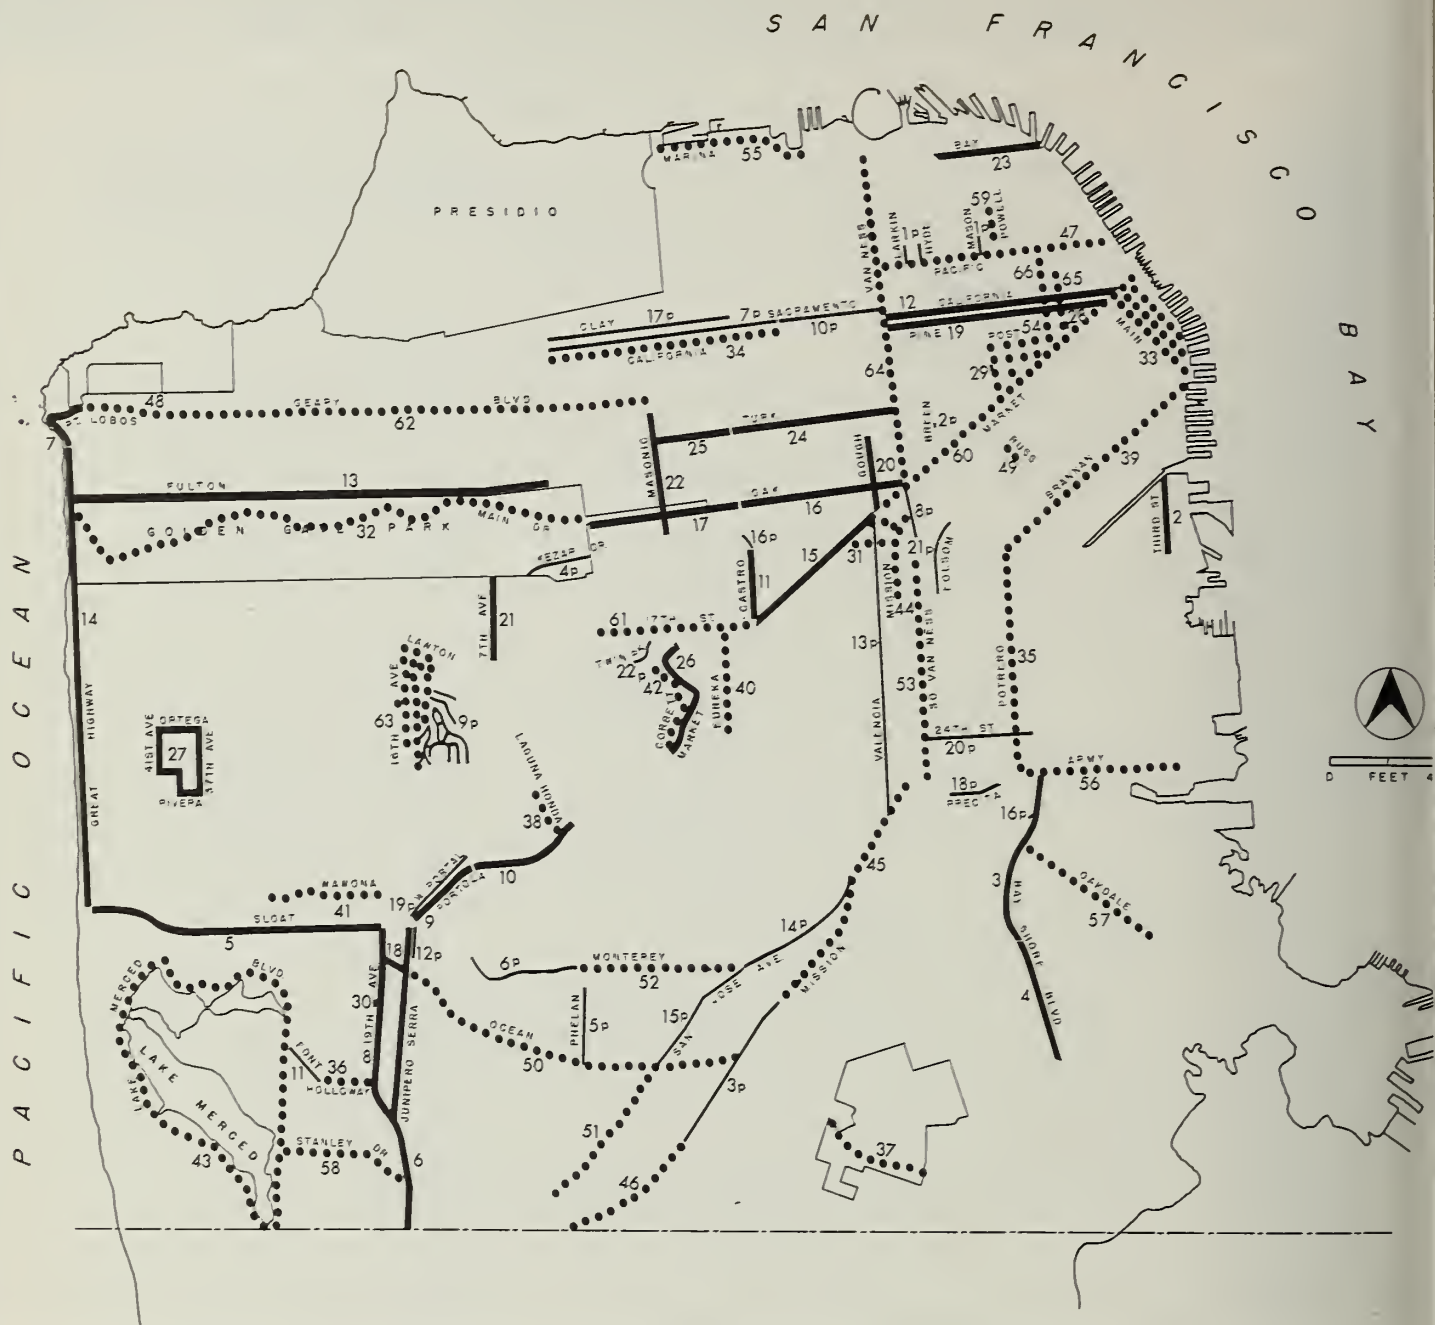 SAN FRANCISCO BAY
PACIFIC OCEAN
PRESIDIO
MARINA
55
BAY
23
59
LARKIN
1p
HYDE
MASON
1p
POWELL
47
VAN NESS
PACIFIC
66
65
CLAY
17p
7p
SACRAMENTO
10p
12
CALIFORNIA
PINE
19
POST
54
28
MAIN
33
CALIFORNIA
34
64
29
48
GEARY
BLVD
62
PT. LOBOS
7
TURK
25
24
2p
MARKET
60
RUSS
49
BRANNAN
39
MASONIC
22
GOUGH
20
FULTON
13
OAK
17
16
GOLDEN GATE PARK
32
MAIN
DR
8p
THIRD ST
2
KEZAR
DR
4p
16p
15
31
21p
FOLSOM
CASTRO
11
MISSION
44
14
7TH AVE
21
61
17TH ST
13p
SO VAN NESS
53
POTRERO
35
LAWTON
16TH AVE
63
9p
22p
42
26
CORBETT
MARKET
EUREKA
40
VALENCIA
24TH ST
20p
ORTEGA
41ST AVE
27
37TH AVE
RIVERA
HIGHWAY
GREAT
LAGUNA HONDA
38
ARMY
56
18p
PRECITA
16p
0 FEET 4
W. PORTAL
19p
PORTOLA
10
9
45
3
BAY SHORE BLVD
4
OAKDALE
57
WAWONA
41
SLOAT
5
18
12p
14p
6p
MONTEREY
52
SAN JOSE AVE
MISSION
LAKE MERCED BLVD
30
19TH AVE
8
JUNIPERO SERRA
PHELAN
5p
15p
OCEAN
50
FONT
11
36
HOLLOWAY
3p
LAKE MERCED
43
STANLEY DR
58
6
51
46
37